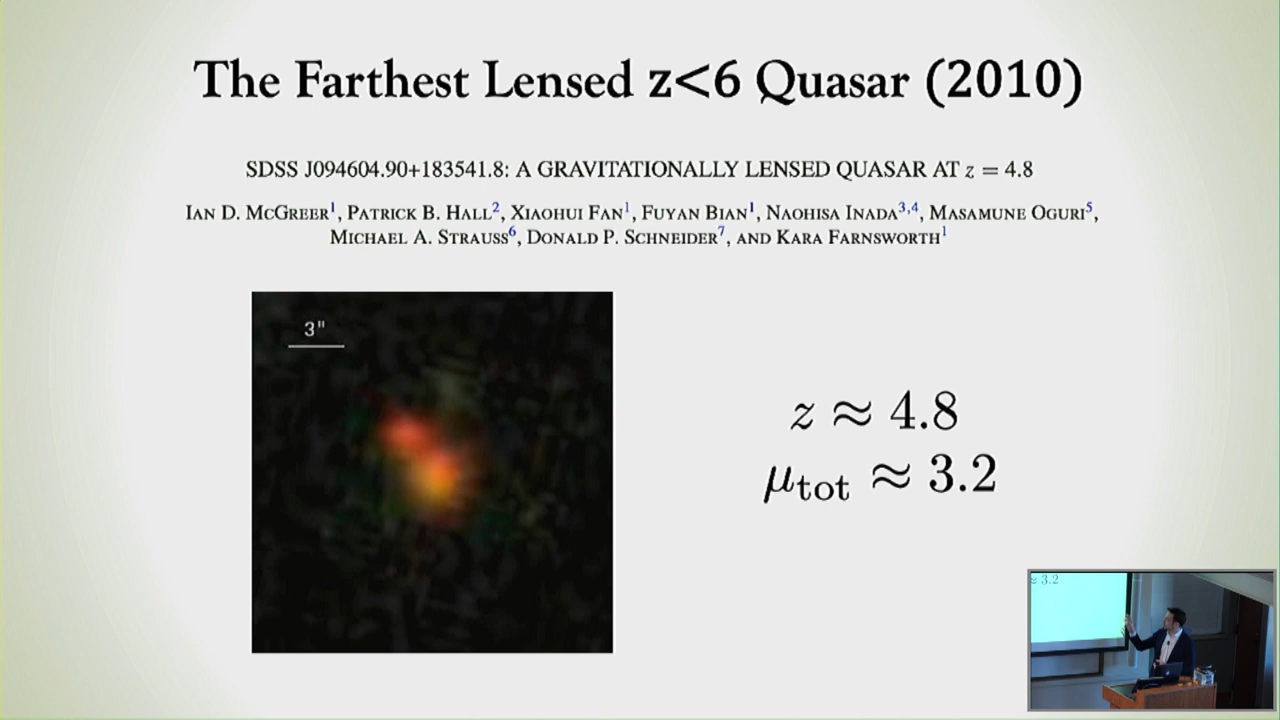 The Farthest Lensed z<6 Quasar (2010)
SDSS J094604.90+183541.8: A GRAVITATIONALLY LENSED QUASAR AT z = 4.8
IAN D. MCGREER1, PATRICK B. HALL2, XIAOHUI FAN1, FUYAN BIAN1, NAOHISA INADA3,4, MASAMUNE OGURI5,
MICHAEL A. STRAUSS6, DONALD P. SCHNEIDER7, AND KARA FARNSWORTH1
3"
z ≈ 4.8
μtot ≈ 3.2
≈ 3.2